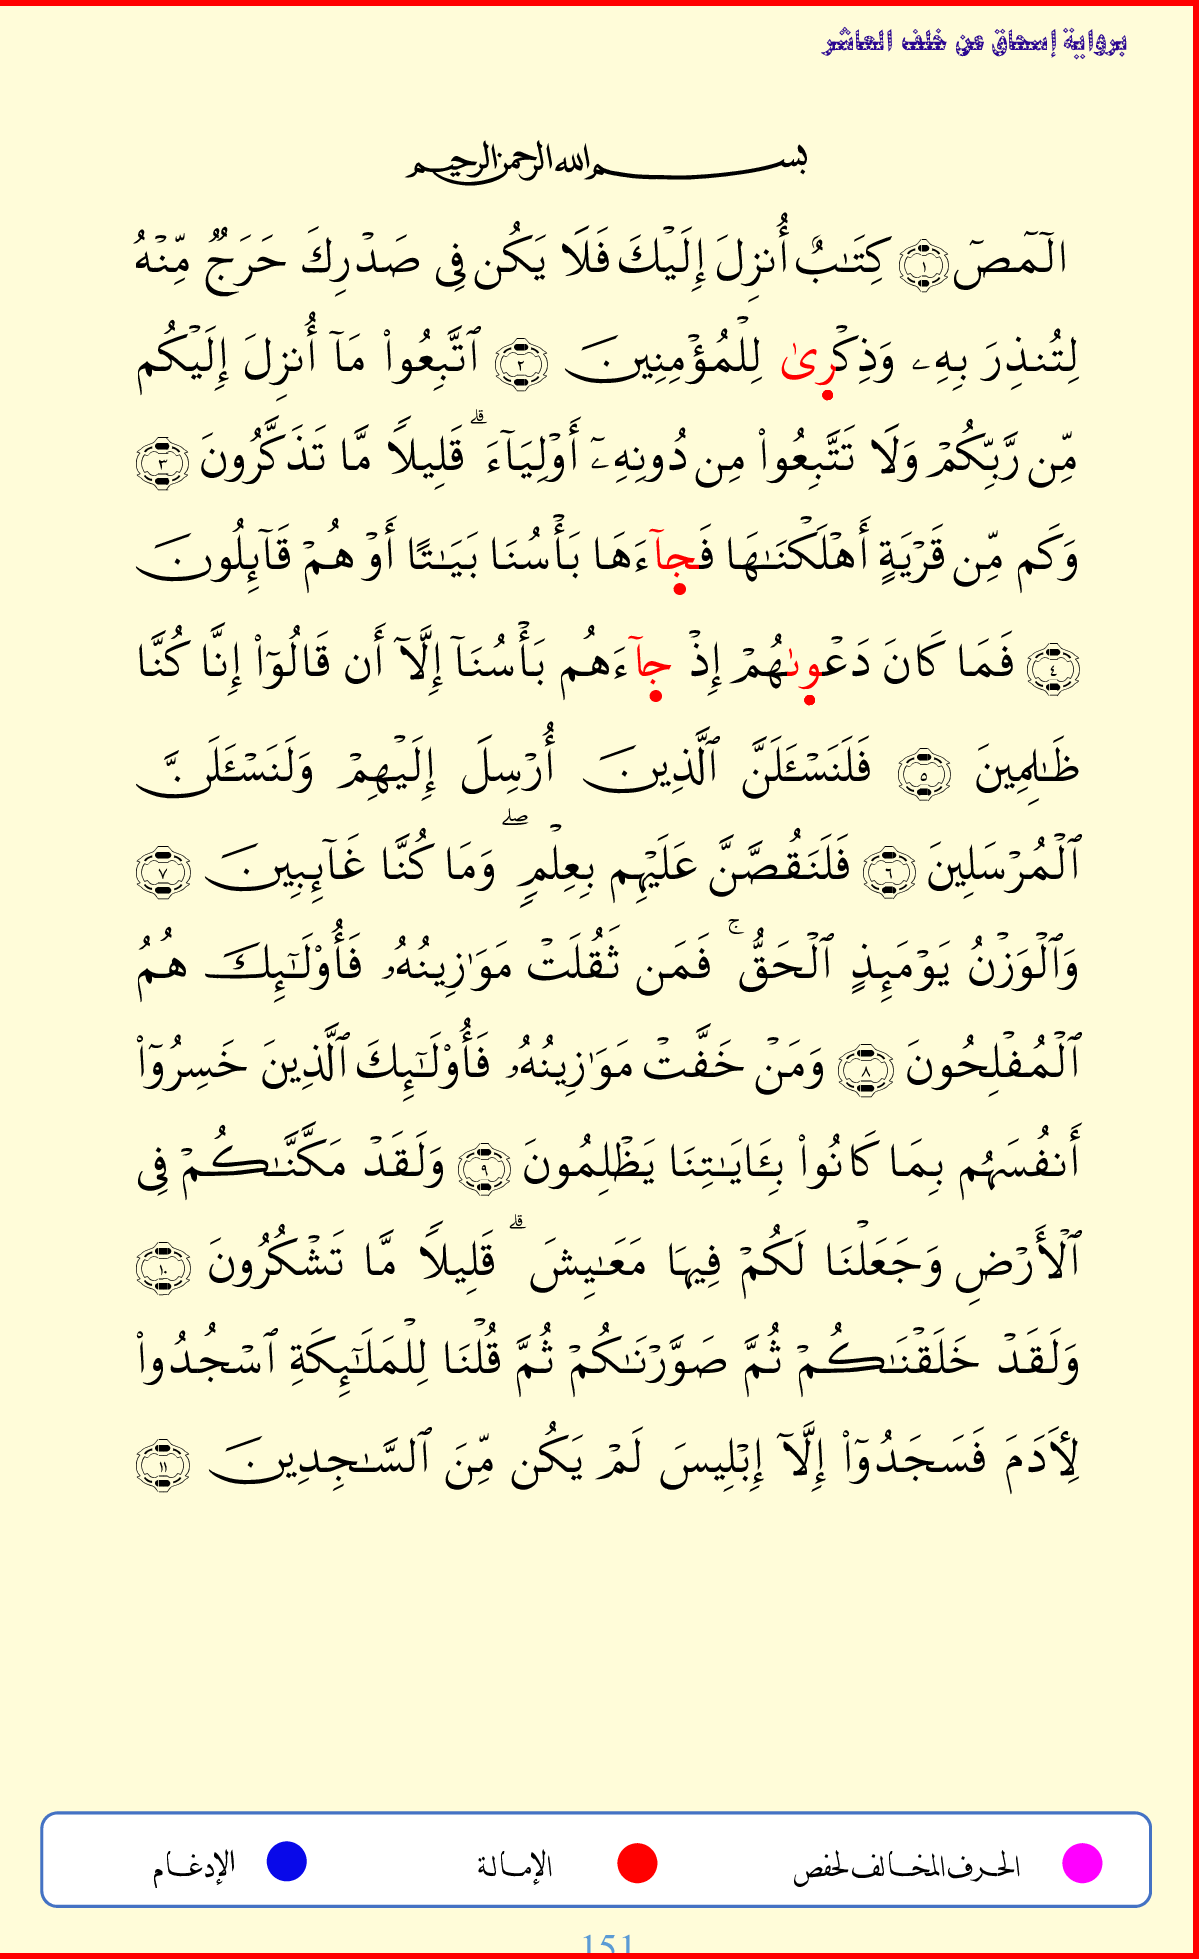 برواية إسحاق عن خلف العاشر
بسم الله الرحمن الرحيم
الٓمٓصٓ ١ كِتَٰبٌ أُنزِلَ إِلَيْكَ فَلَا يَكُن فِى صَدْرِكَ حَرَجٌ مِّنْهُ
لِتُنذِرَ بِهِۦ وَذِكْرِىٰ لِلْمُؤْمِنِينَ ٢ ٱتَّبِعُوا۟ مَآ أُنزِلَ إِلَيْكُم
مِّن رَّبِّكُمْ وَلَا تَتَّبِعُوا۟ مِن دُونِهِۦٓ أَوْلِيَآءَ ۗ قَلِيلًا مَّا تَذَكَّرُونَ ٣
وَكَم مِّن قَرْيَةٍ أَهْلَكْنَٰهَا فَجآءَهَا بَأْسُنَا بَيَٰتًا أَوْ هُمْ قَآئِلُونَ
٤ فَمَا كَانَ دَعْوىٰهُمْ إِذْ جآءَهُم بَأْسُنَآ إِلَّآ أَن قَالُوٓا۟ إِنَّا كُنَّا
ظَٰلِمِينَ ٥ فَلَنَسْـَٔلَنَّ ٱلَّذِينَ أُرْسِلَ إِلَيْهِمْ وَلَنَسْـَٔلَنَّ
ٱلْمُرْسَلِينَ ٦ فَلَنَقُصَّنَّ عَلَيْهِم بِعِلْمٍ ۖ وَمَا كُنَّا غَآئِبِينَ ٧
وَٱلْوَزْنُ يَوْمَئِذٍ ٱلْحَقُّ ۚ فَمَن ثَقُلَتْ مَوَٰزِينُهُۥ فَأُو۟لَٰٓئِكَ هُمُ
ٱلْمُفْلِحُونَ ٨ وَمَنْ خَفَّتْ مَوَٰزِينُهُۥ فَأُو۟لَٰٓئِكَ ٱلَّذِينَ خَسِرُوٓا۟
أَنفُسَهُم بِمَا كَانُوا۟ بِـَٔايَٰتِنَا يَظْلِمُونَ ٩ وَلَقَدْ مَكَّنَّٰكُمْ فِى
ٱلْأَرْضِ وَجَعَلْنَا لَكُمْ فِيهَا مَعَٰيِشَ ۗ قَلِيلًا مَّا تَشْكُرُونَ ١٠
وَلَقَدْ خَلَقْنَٰكُمْ ثُمَّ صَوَّرْنَٰكُمْ ثُمَّ قُلْنَا لِلْمَلَٰٓئِكَةِ ٱسْجُدُوا۟
لِأَدَمَ فَسَجَدُوٓا۟ إِلَّآ إِبْلِيسَ لَمْ يَكُن مِّنَ ٱلسَّٰجِدِينَ ١١
الحرف المخالف لحفص الإمالة الإدغام
151